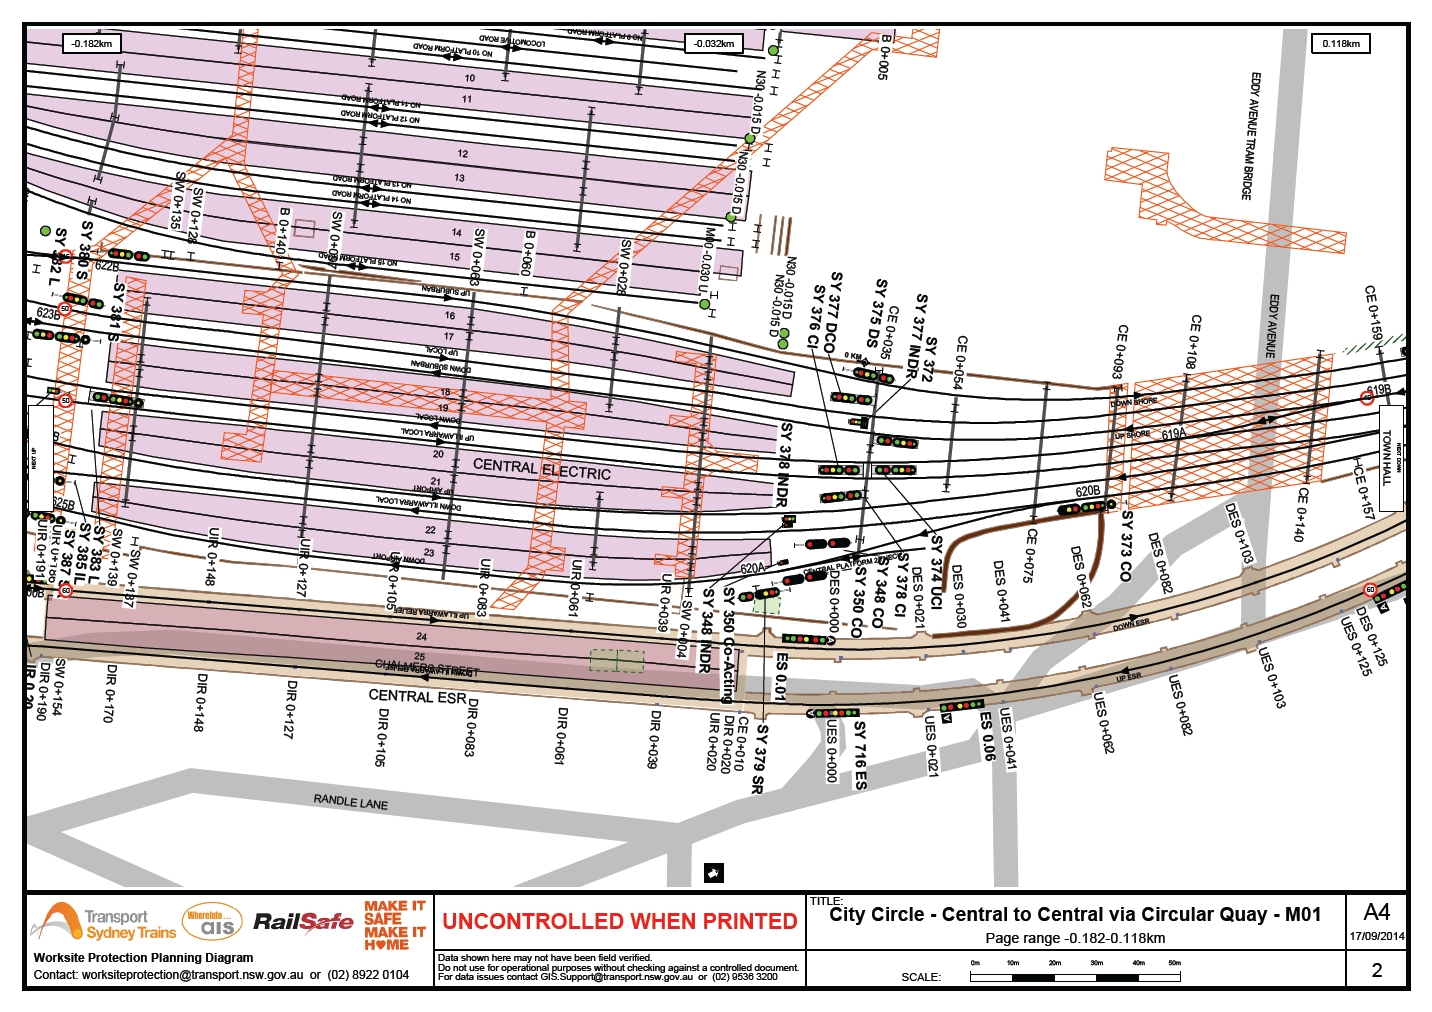 -0.182km
-0.032km
0.118km
NO 9 PLATFORM ROAD
LOCOMOTIVE ROAD
NO 10 PLATFORM ROAD
10
11
NO 11 PLATFORM ROAD
NO 12 PLATFORM ROAD
12
13
NO 13 PLATFORM ROAD
NO 14 PLATFORM ROAD
14
15
NO 15 PLATFORM ROAD
B 0+005
N30 -0.015 D
N30 -0.015 D
M00 -0.030 U
N30 -0.015 D
N30 -0.015 D
EDDY AVENUE TRAM BRIDGE
EDDY AVENUE
SW 0+135
SW 0+128
B 0+140
SW 0+063
B 0+060
SW 0+028
SY 380 S
622B
SY 381 S
623B
50
50
UP SUBURBAN
16
17
UP LOCAL
DOWN SUBURBAN
18
19
DOWN LOCAL
UP ILLAWARRA LOCAL
20
CENTRAL ELECTRIC
21
UP AIRPORT
DOWN ILLAWARRA LOCAL
22
23
DOWN AIRPORT
SY 376 CI
SY 377 DCO
SY 375 DS
CE 0+035
SY 377 INDR
SY 372
CE 0+054
0 KM
CE 0+093
CE 0+108
CE 0+159
DOWN SHORE
UP SHORE
619A
619B
TOWN HALL
NEXT DOWN
NEXT UP
620B
SY 378 INDR
620A
CE 0+140
CE 0+157
SY 373 CO
DES 0+103
DES 0+082
DES 0+062
CE 0+075
DES 0+041
DES 0+030
SY 374 UCI
DES 0+021
SY 378 CI
SY 348 CO
SY 350 CO
DES 0+000
625B
SY 387 S
SY 385 IL
SY 383 L
SW 0+139
SW 0+187
UIR 0+148
UIR 0+127
UIR 0+105
UIR 0+083
UIR 0+061
UIR 0+039
SW 0+004
SY 348 INDR
SY 350 Co-Acting
ES 0.01
60
60
UP ILLAWARRA RELIEF
24
25
CHALMERS STREET
CENTRAL ESR
DOWN ESR
UP ESR
DES 0+125
UES 0+125
UES 0+103
UES 0+082
UES 0+062
UES 0+041
ES 0.06
UES 0+021
SY 716 ES
UES 0+000
SY 379 SR
CE 0+010
DIR 0+020
UIR 0+020
DIR 0+039
DIR 0+061
DIR 0+083
DIR 0+105
DIR 0+127
DIR 0+148
DIR 0+170
SW 0+154
DIR 0+190
RANDLE LANE
Transport
Sydney Trains
WhereInfo...
ais
RailSafe
MAKE IT
SAFE
MAKE IT
H♥ME
Worksite Protection Planning Diagram
Contact: worksiteprotection@transport.nsw.gov.au or (02) 8922 0104
UNCONTROLLED WHEN PRINTED
Data shown here may not have been field verified.
Do not use for operational purposes without checking against a controlled document.
For data issues contact GIS.Support@transport.nsw.gov.au or (02) 9536 3200
TITLE:
City Circle - Central to Central via Circular Quay - M01
Page range -0.182-0.118km
SCALE:
0m 10m 20m 30m 40m 50m
A4
17/09/2014
2